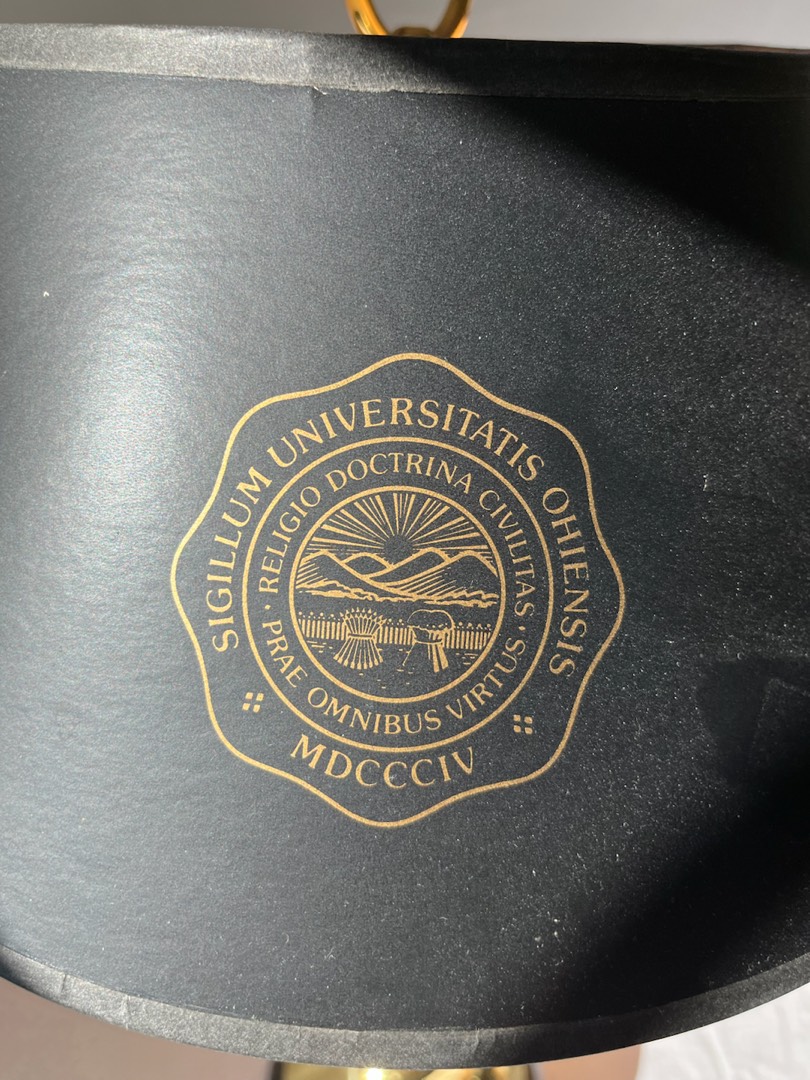 SIGILLUM UNIVERSITATIS OHIENSIS
RELIGIO DOCTRINA CIVILITAS ·
PRAE OMNIBUS VIRTUS ·
MDCCCIV